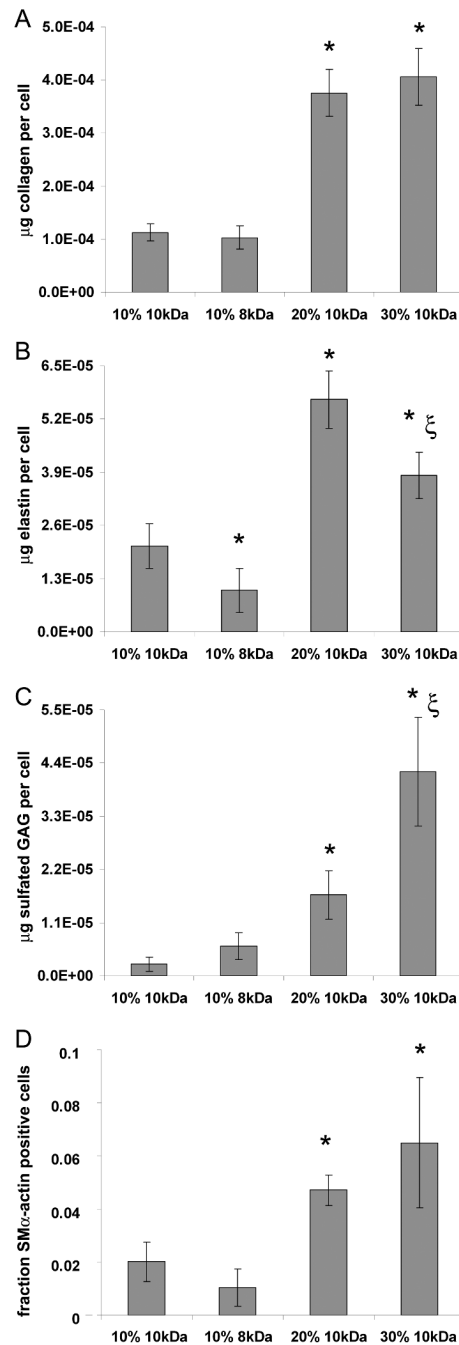 A
5.0E-04
*
*
4.0E-04
3.0E-04
2.0E-04
1.0E-04
0.0E+00
μg collagen per cell
10% 10kDa 10% 8kDa 20% 10kDa 30% 10kDa
B
6.5E-05
*
* ξ
5.2E-05
3.9E-05
2.6E-05
*
1.3E-05
0.0E+00
μg elastin per cell
10% 10kDa 10% 8kDa 20% 10kDa 30% 10kDa
C
* ξ
5.5E-05
4.4E-05
3.3E-05
2.2E-05
*
1.1E-05
0.0E+00
μg sulfated GAG per cell
10% 10kDa 10% 8kDa 20% 10kDa 30% 10kDa
D
0.1
*
0.08
0.06
*
0.04
0.02
0
fraction SMα-actin positive cells
10% 10kDa 10% 8kDa 20% 10kDa 30% 10kDa